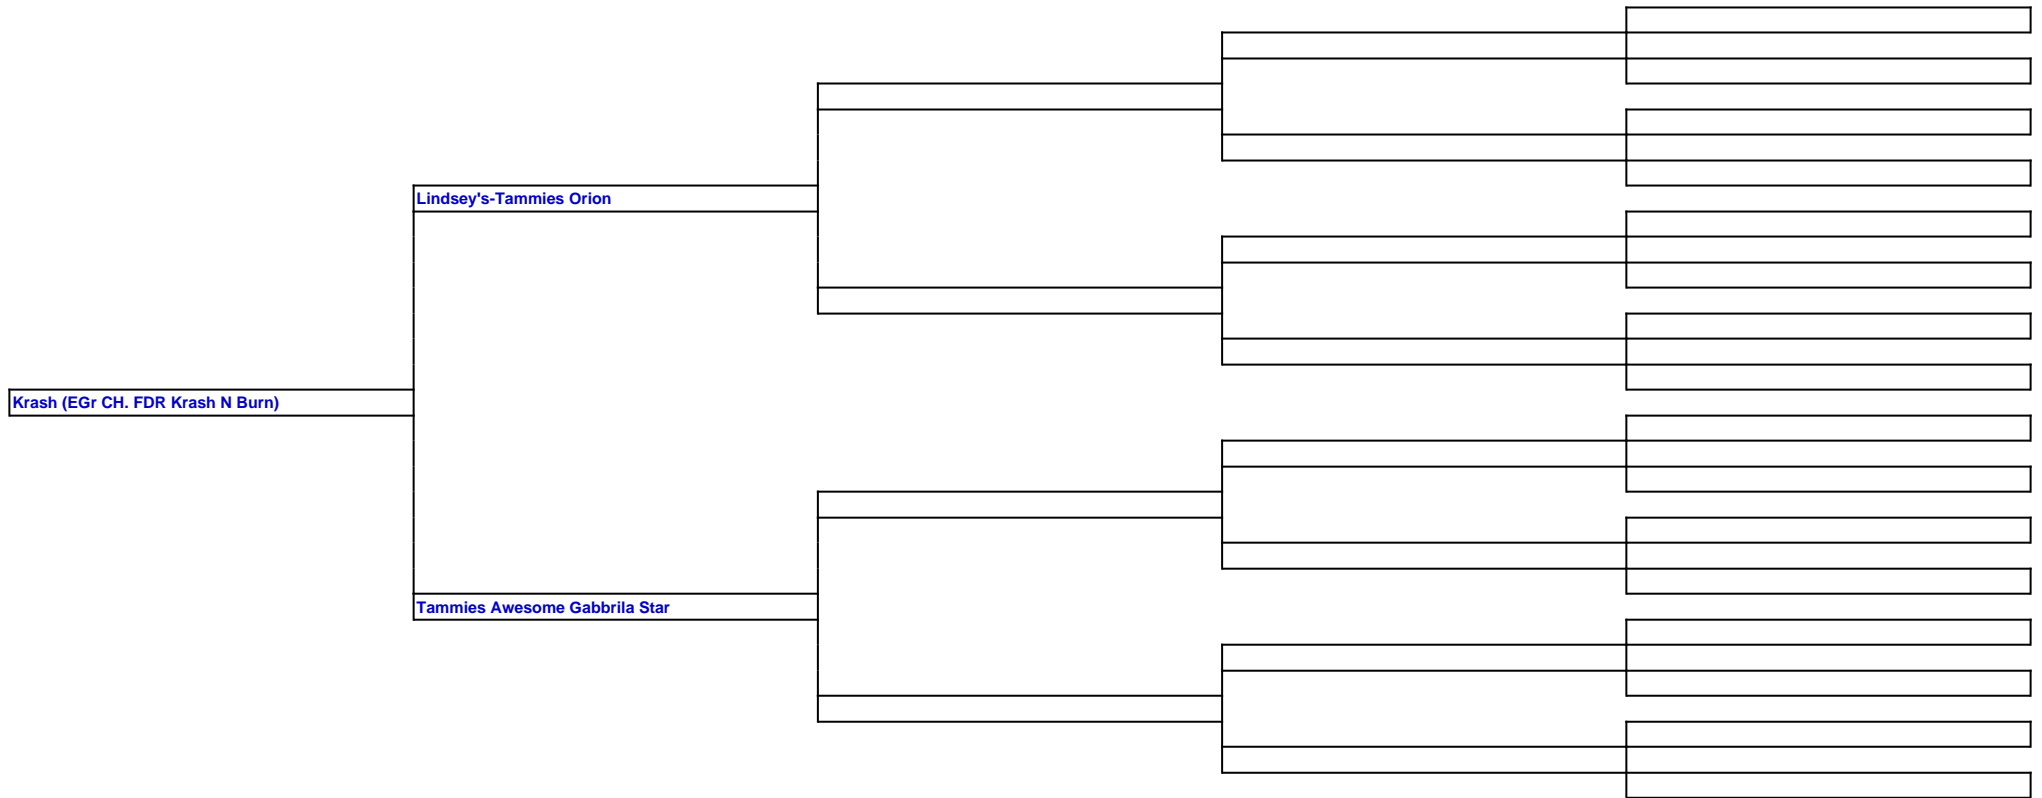 Lindsey's-Tammies Orion
Krash (EGr CH. FDR Krash N Burn)
Tammies Awesome Gabbrila Star